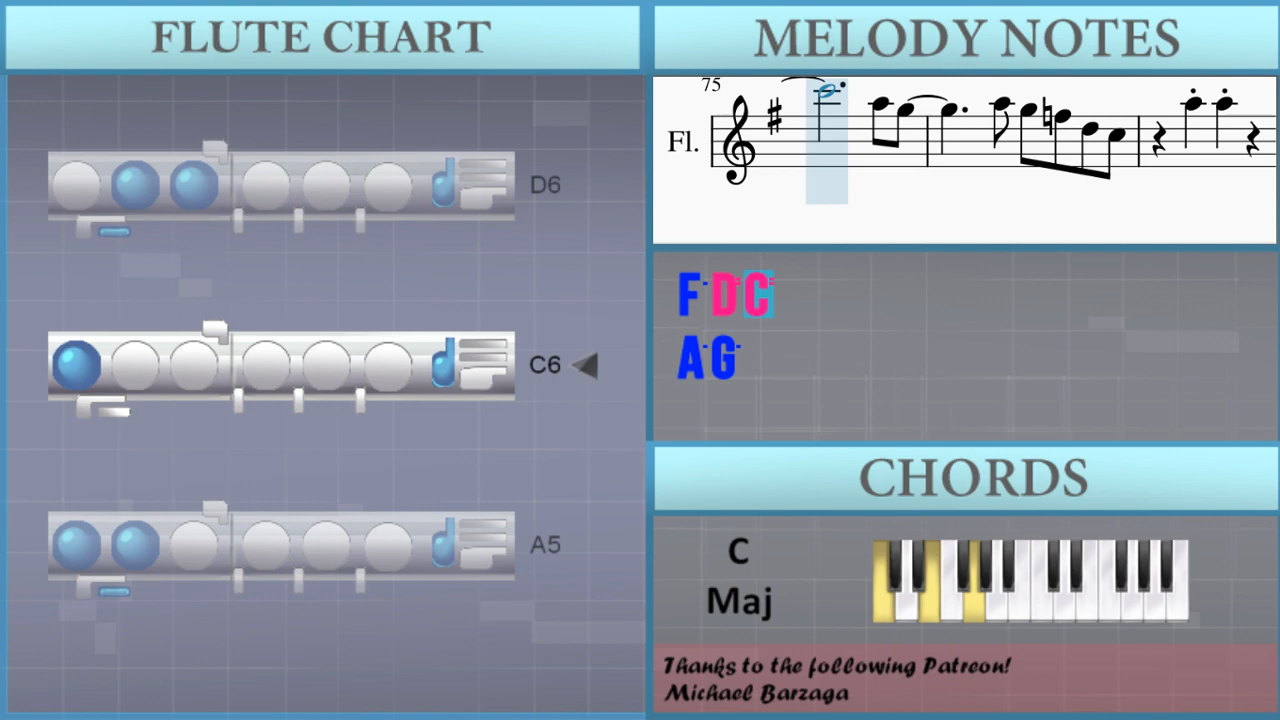 FLUTE CHART
D6
C6
A5
MELODY NOTES
75
Fl.
F D C
A G
CHORDS
C
Maj
Thanks to the following Patreon!
Michael Barzaga